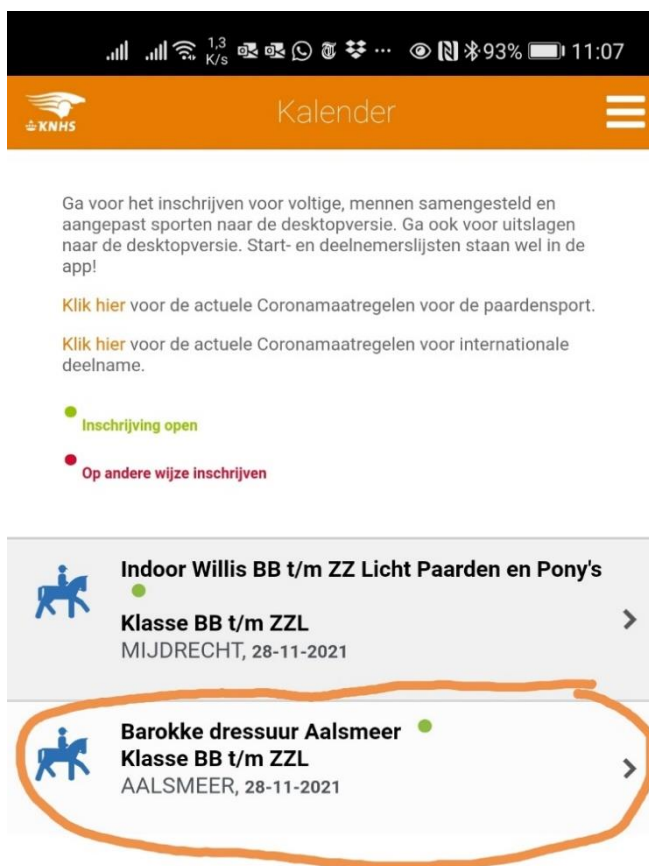 1,3
K/s
93% 11:07
KNHS
Kalender
Ga voor het inschrijven voor voltige, mennen samengesteld en
aangepast sporten naar de desktopversie. Ga ook voor uitslagen
naar de desktopversie. Start- en deelnemerslijsten staan wel in de
app!
Klik hier voor de actuele Coronamaatregelen voor de paardensport.
Klik hier voor de actuele Coronamaatregelen voor internationale
deelname.
Inschrijving open
Op andere wijze inschrijven
Indoor Willis BB t/m ZZ Licht Paarden en Pony's
Klasse BB t/m ZZL
MIJDRECHT, 28-11-2021
Barokke dressuur Aalsmeer
Klasse BB t/m ZZL
AALSMEER, 28-11-2021